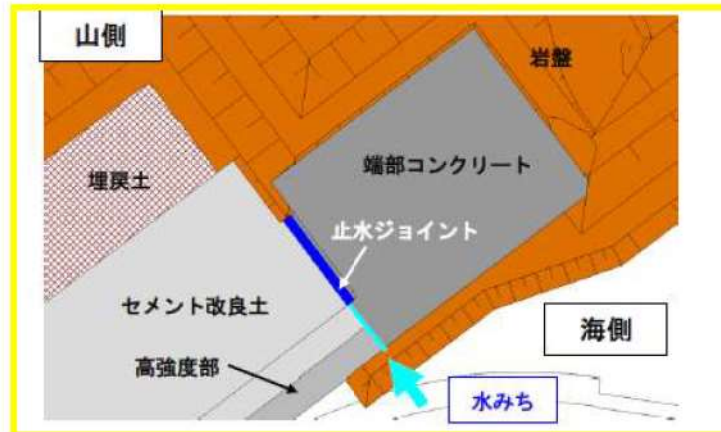 山側
岩盤
埋戻土
端部コンクリート
止水ジョイント
セメント改良土
海側
高強度部
水みち